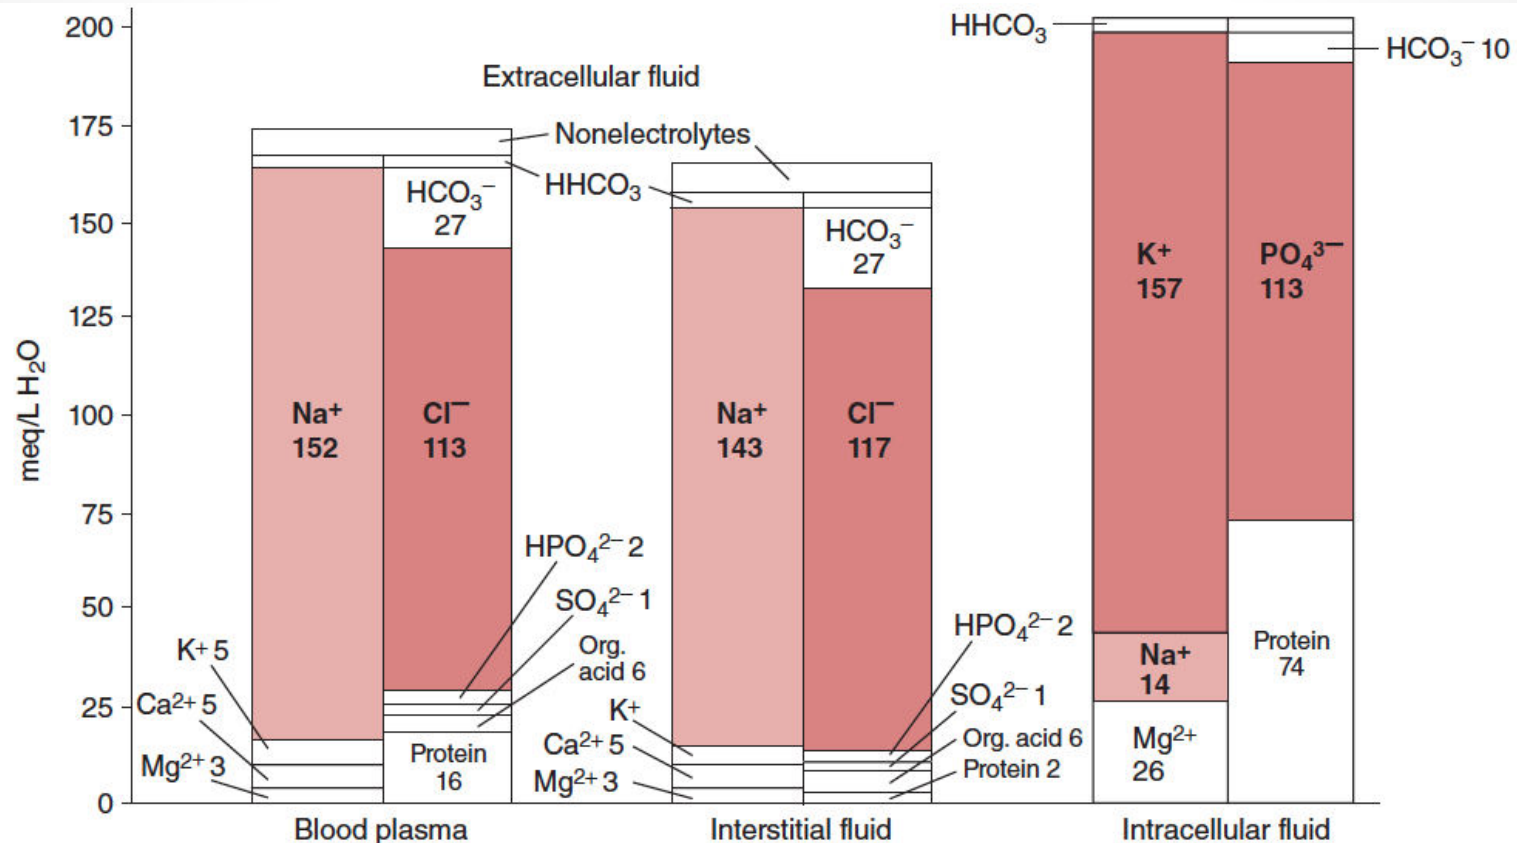 meq/L H₂O
200
175
150
125
100
75
50
25
0
Extracellular fluid
Nonelectrolytes
HHCO₃
HCO₃⁻
27
Na⁺
152
Cl⁻
113
HPO₄²⁻ 2
SO₄²⁻ 1
Org.
acid 6
K⁺ 5
Ca²⁺ 5
Mg²⁺ 3
Protein
16
Blood plasma
HCO₃⁻
27
Na⁺
143
Cl⁻
117
HPO₄²⁻ 2
SO₄²⁻ 1
Org. acid 6
Protein 2
K⁺
Ca²⁺ 5
Mg²⁺ 3
Interstitial fluid
HHCO₃
HCO₃⁻ 10
K⁺
157
PO₄³⁻
113
Na⁺
14
Protein
74
Mg²⁺
26
Intracellular fluid